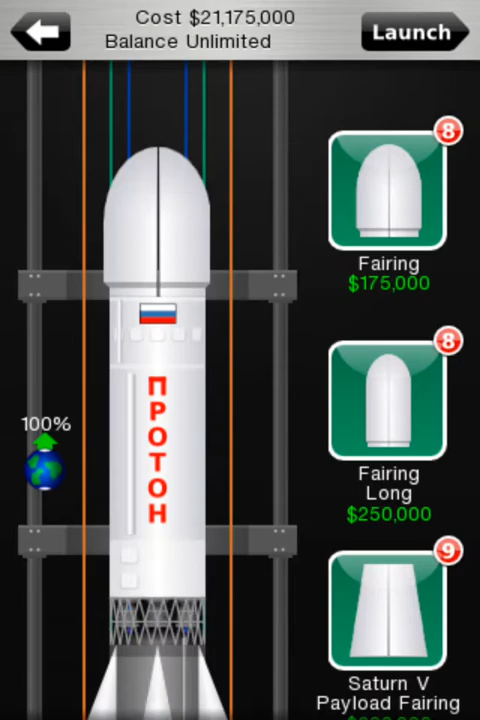 Cost $21,175,000
Balance Unlimited
Launch
8
Fairing
$175,000
100%
ПРОТОН
8
Fairing
Long
$250,000
9
Saturn V
Payload Fairing